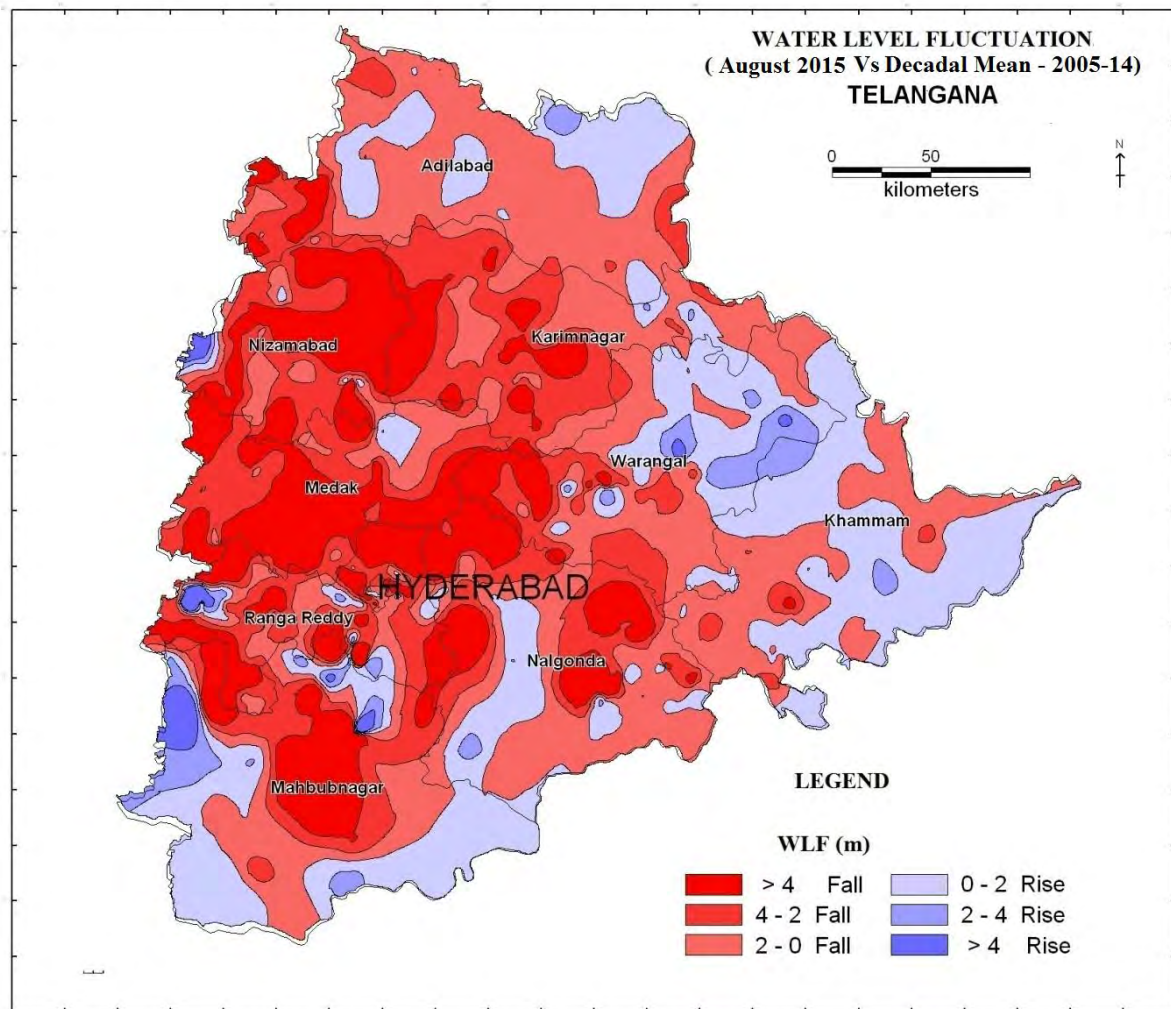 WATER LEVEL FLUCTUATION
( August 2015 Vs Decadal Mean - 2005-14)
TELANGANA
N
0 50
kilometers
Adilabad
Karimnagar
Nizamabad
Warangal
Medak
Khammam
HYDERABAD
Ranga Reddy
Nalgonda
Mahbubnagar
LEGEND
WLF (m)
> 4 Fall 0 - 2 Rise
4 - 2 Fall 2 - 4 Rise
2 - 0 Fall > 4 Rise